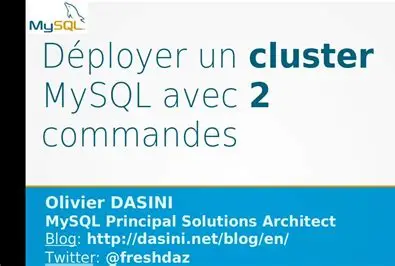 MySQL
Déployer un cluster
MySQL avec 2
commandes
Olivier DASINI
MySQL Principal Solutions Architect
Blog: http://dasini.net/blog/en/
Twitter: @freshdaz